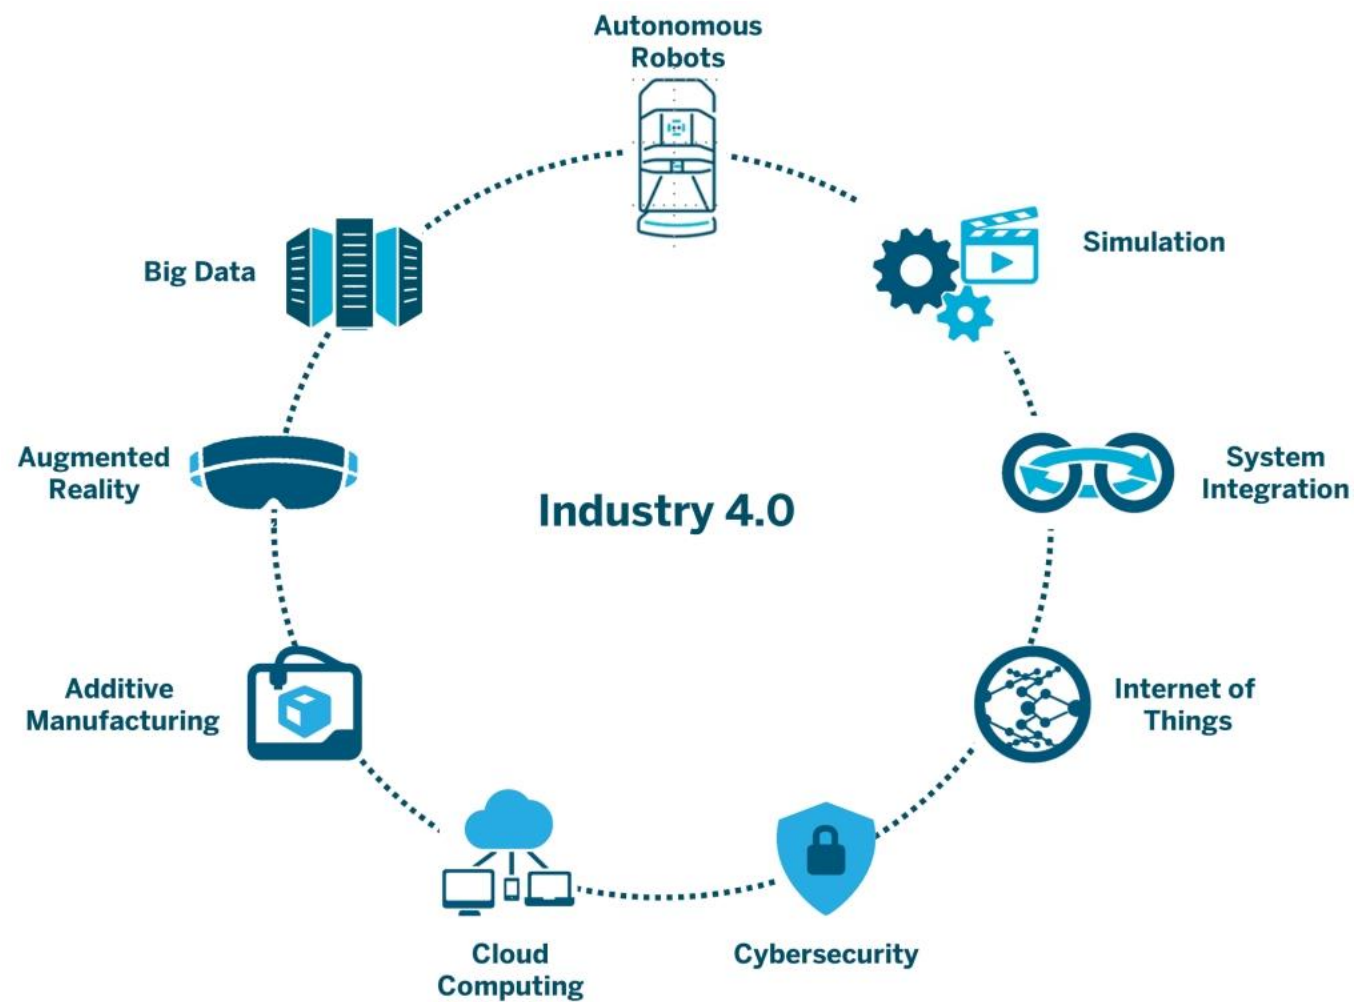 Autonomous
Robots
Simulation
Big Data
System
Integration
Augmented
Reality
Industry 4.0
Internet of
Things
Additive
Manufacturing
Cybersecurity
Cloud
Computing